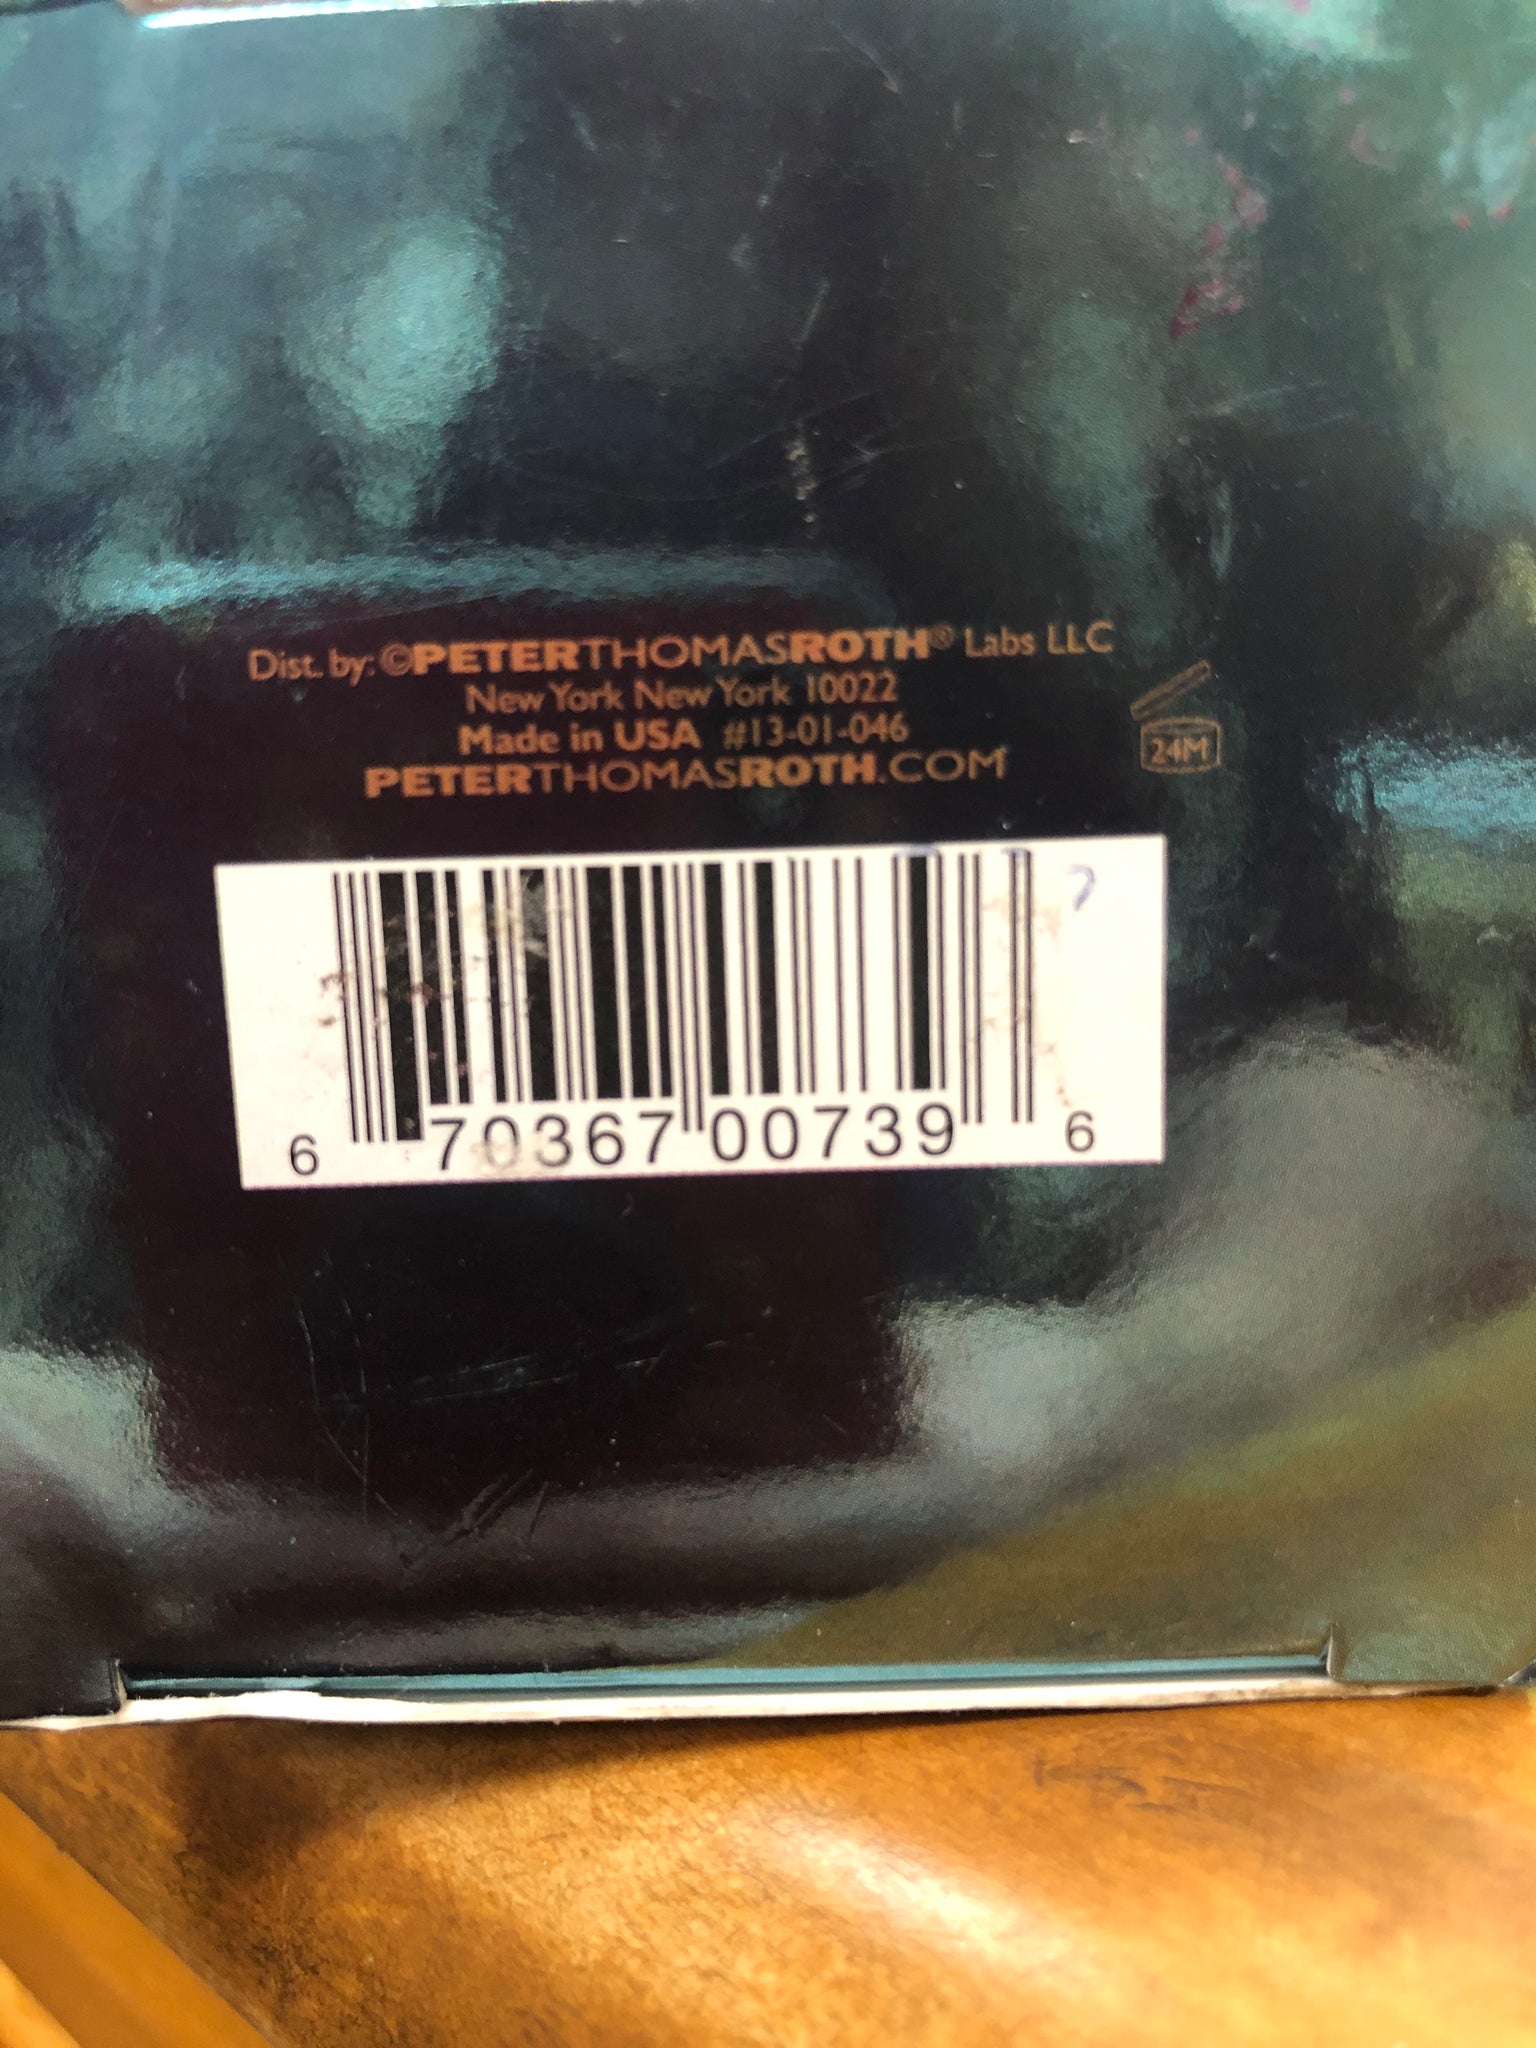 Dist. by: ©PETERTHOMASROTH® Labs LLC
New York New York 10022
Made in USA #13-01-046
PETERTHOMASROTH.COM
24M
6 70367 00739 6